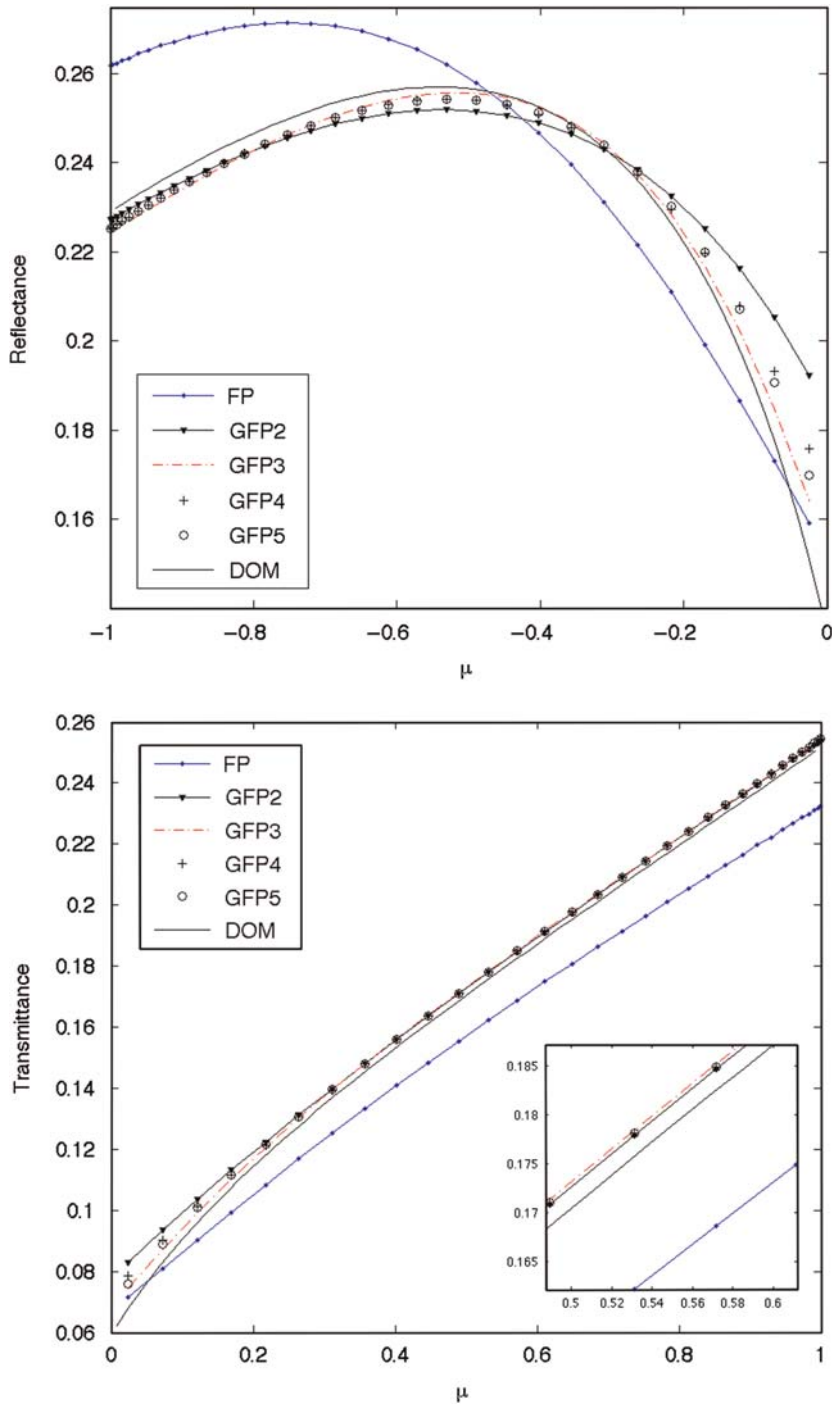 0.26
0.24
0.22
0.2
0.18
0.16
Reflectance
FP
GFP2
GFP3
GFP4
GFP5
DOM
−1 −0.8 −0.6 −0.4 −0.2 0
μ
0.26
0.24
0.22
0.2
0.18
0.16
0.14
0.12
0.1
0.08
0.06
Transmittance
FP
GFP2
GFP3
GFP4
GFP5
DOM
0.185
0.18
0.175
0.17
0.165
0.5 0.52 0.54 0.56 0.58 0.6
0 0.2 0.4 0.6 0.8 1
μ